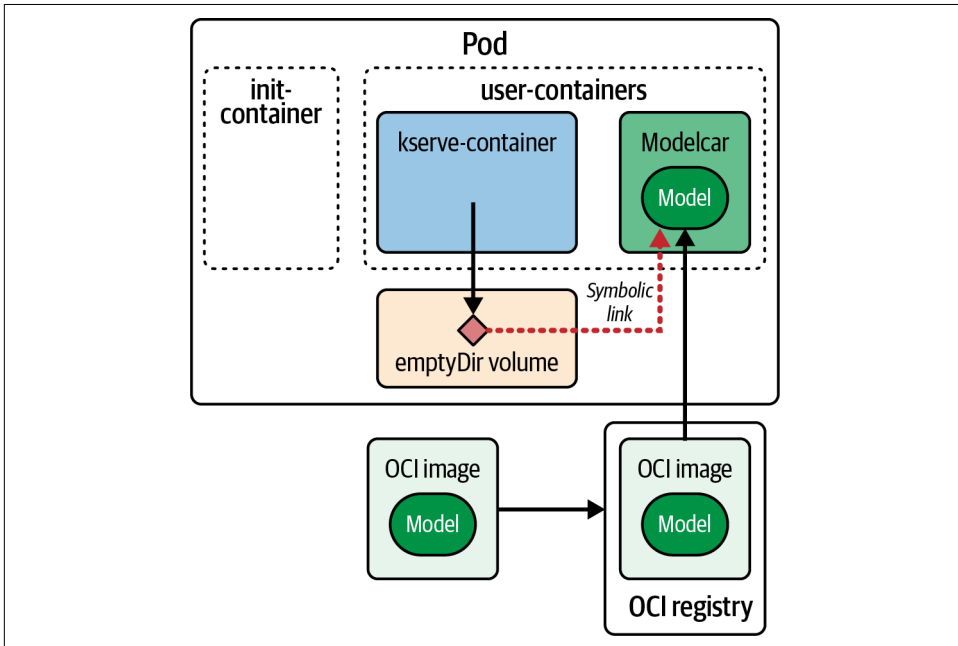 Pod
init-
container
user-containers
kserve-container
Modelcar
Model
Symbolic
link
emptyDir volume
OCI image
Model
OCI image
Model
OCI registry